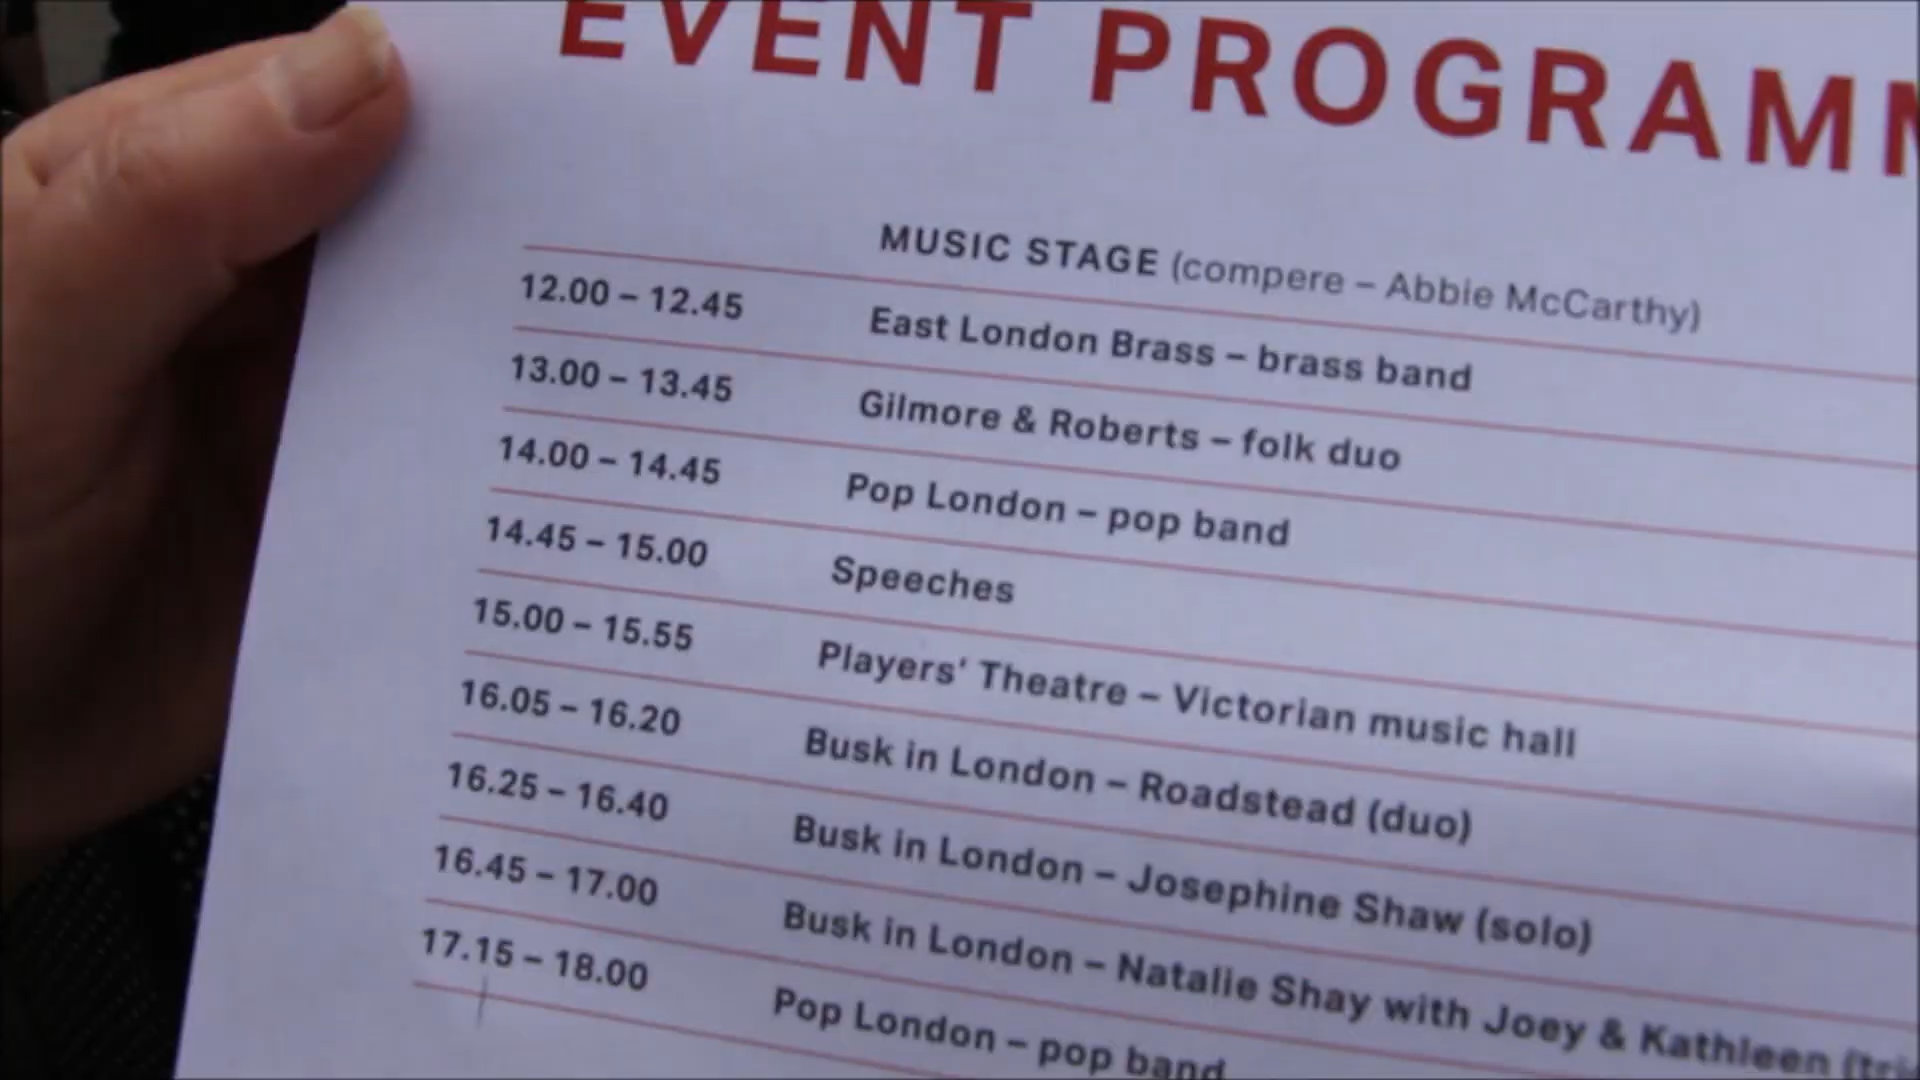 EVENT PROGRAMM
MUSIC STAGE (compere – Abbie McCarthy)
12.00 – 12.45 East London Brass – brass band
13.00 – 13.45 Gilmore & Roberts – folk duo
14.00 – 14.45 Pop London – pop band
14.45 – 15.00 Speeches
15.00 – 15.55 Players' Theatre – Victorian music hall
16.05 – 16.20 Busk in London – Roadstead (duo)
16.25 – 16.40 Busk in London – Josephine Shaw (solo)
16.45 – 17.00 Busk in London – Natalie Shay with Joey & Kathleen
17.15 – 18.00 Pop London – pop band